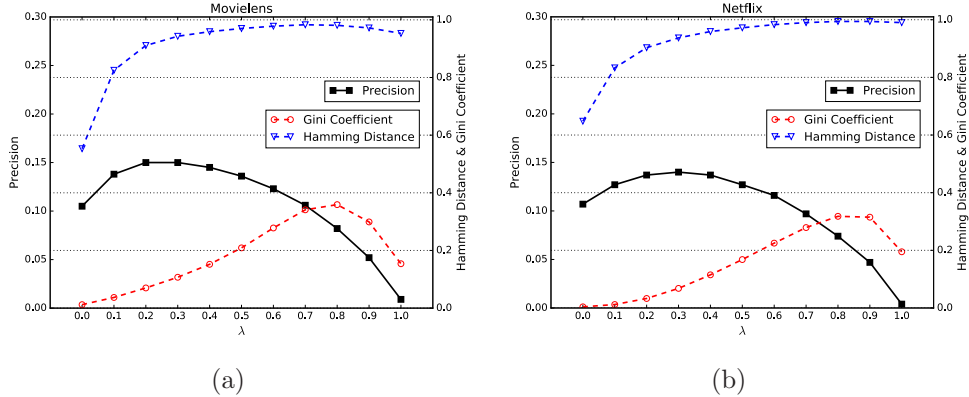 Movielens
0.30
0.25
0.20
0.15
0.10
0.05
0.00
Precision
1.0
0.8
0.6
0.4
0.2
0.0
Hamming Distance & Gini Coefficient
Precision
Gini Coefficient
Hamming Distance
0.0 0.1 0.2 0.3 0.4 0.5 0.6 0.7 0.8 0.9 1.0
λ
(a)
Netflix
0.30
0.25
0.20
0.15
0.10
0.05
0.00
Precision
1.0
0.8
0.6
0.4
0.2
0.0
Hamming Distance & Gini Coefficient
Precision
Gini Coefficient
Hamming Distance
0.0 0.1 0.2 0.3 0.4 0.5 0.6 0.7 0.8 0.9 1.0
λ
(b)